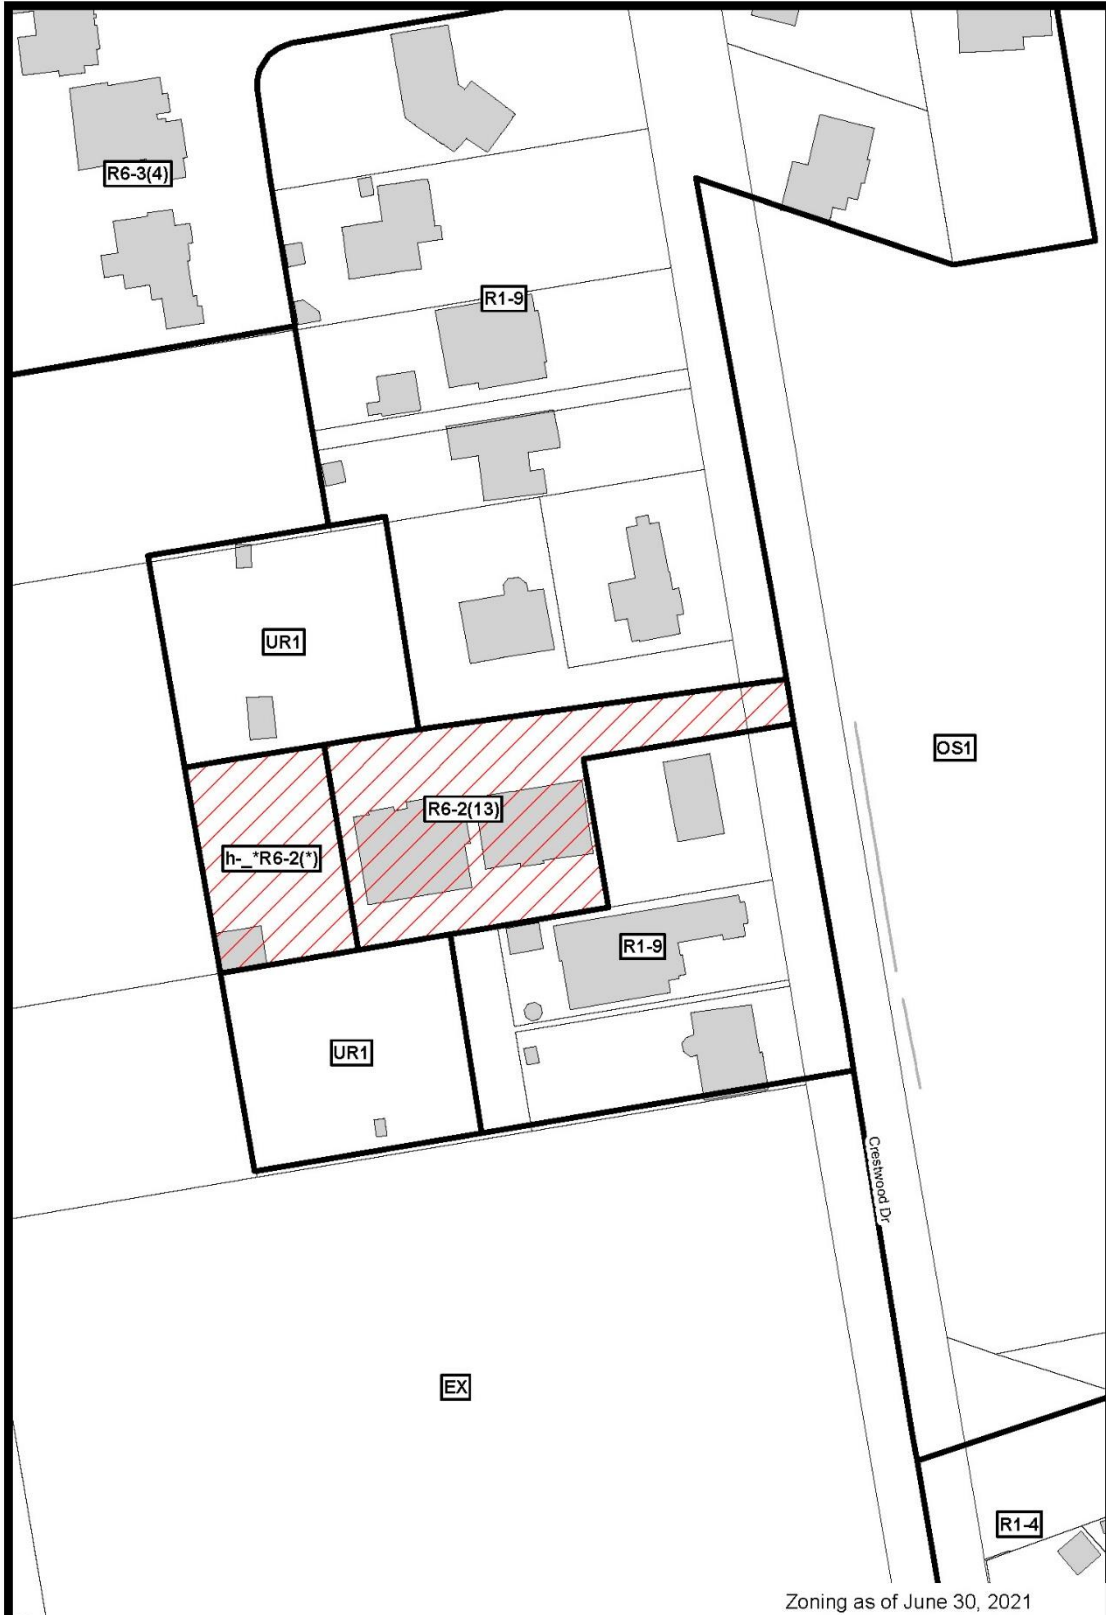 R6-3(4)
R1-9
UR1
OS1
R6-2(13)
h-_*R6-2(*)
R1-9
UR1
Crestwood Dr
EX
R1-4
Zoning as of June 30, 2021